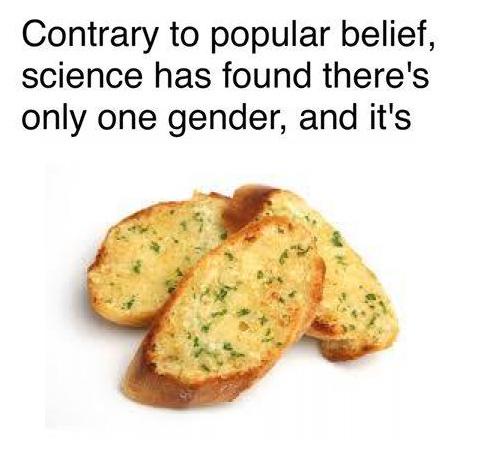 Contrary to popular belief,
science has found there's
only one gender, and it's